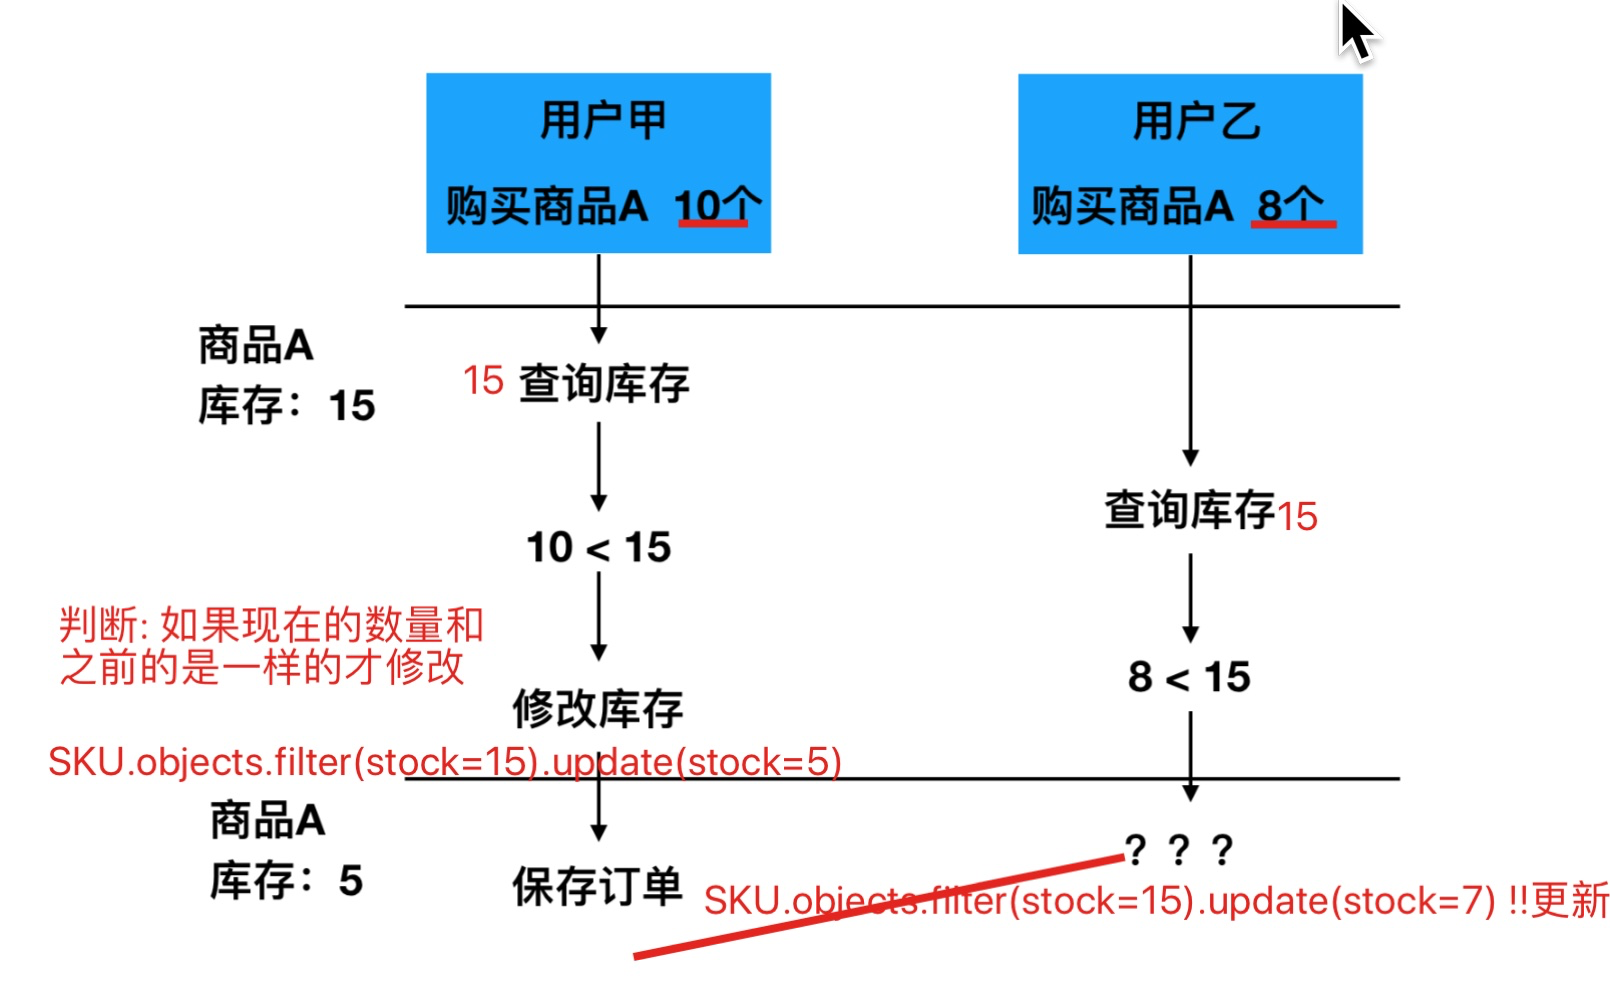 用户甲
购买商品A 10个
用户乙
购买商品A 8个
商品A
库存：15
15 查询库存
查询库存15
10 < 15
判断: 如果现在的数量和
之前的是一样的才修改
8 < 15
修改库存
SKU.objects.filter(stock=15).update(stock=5)
商品A
库存：5
保存订单
？？？
SKU.objects.filter(stock=15).update(stock=7) !!更新